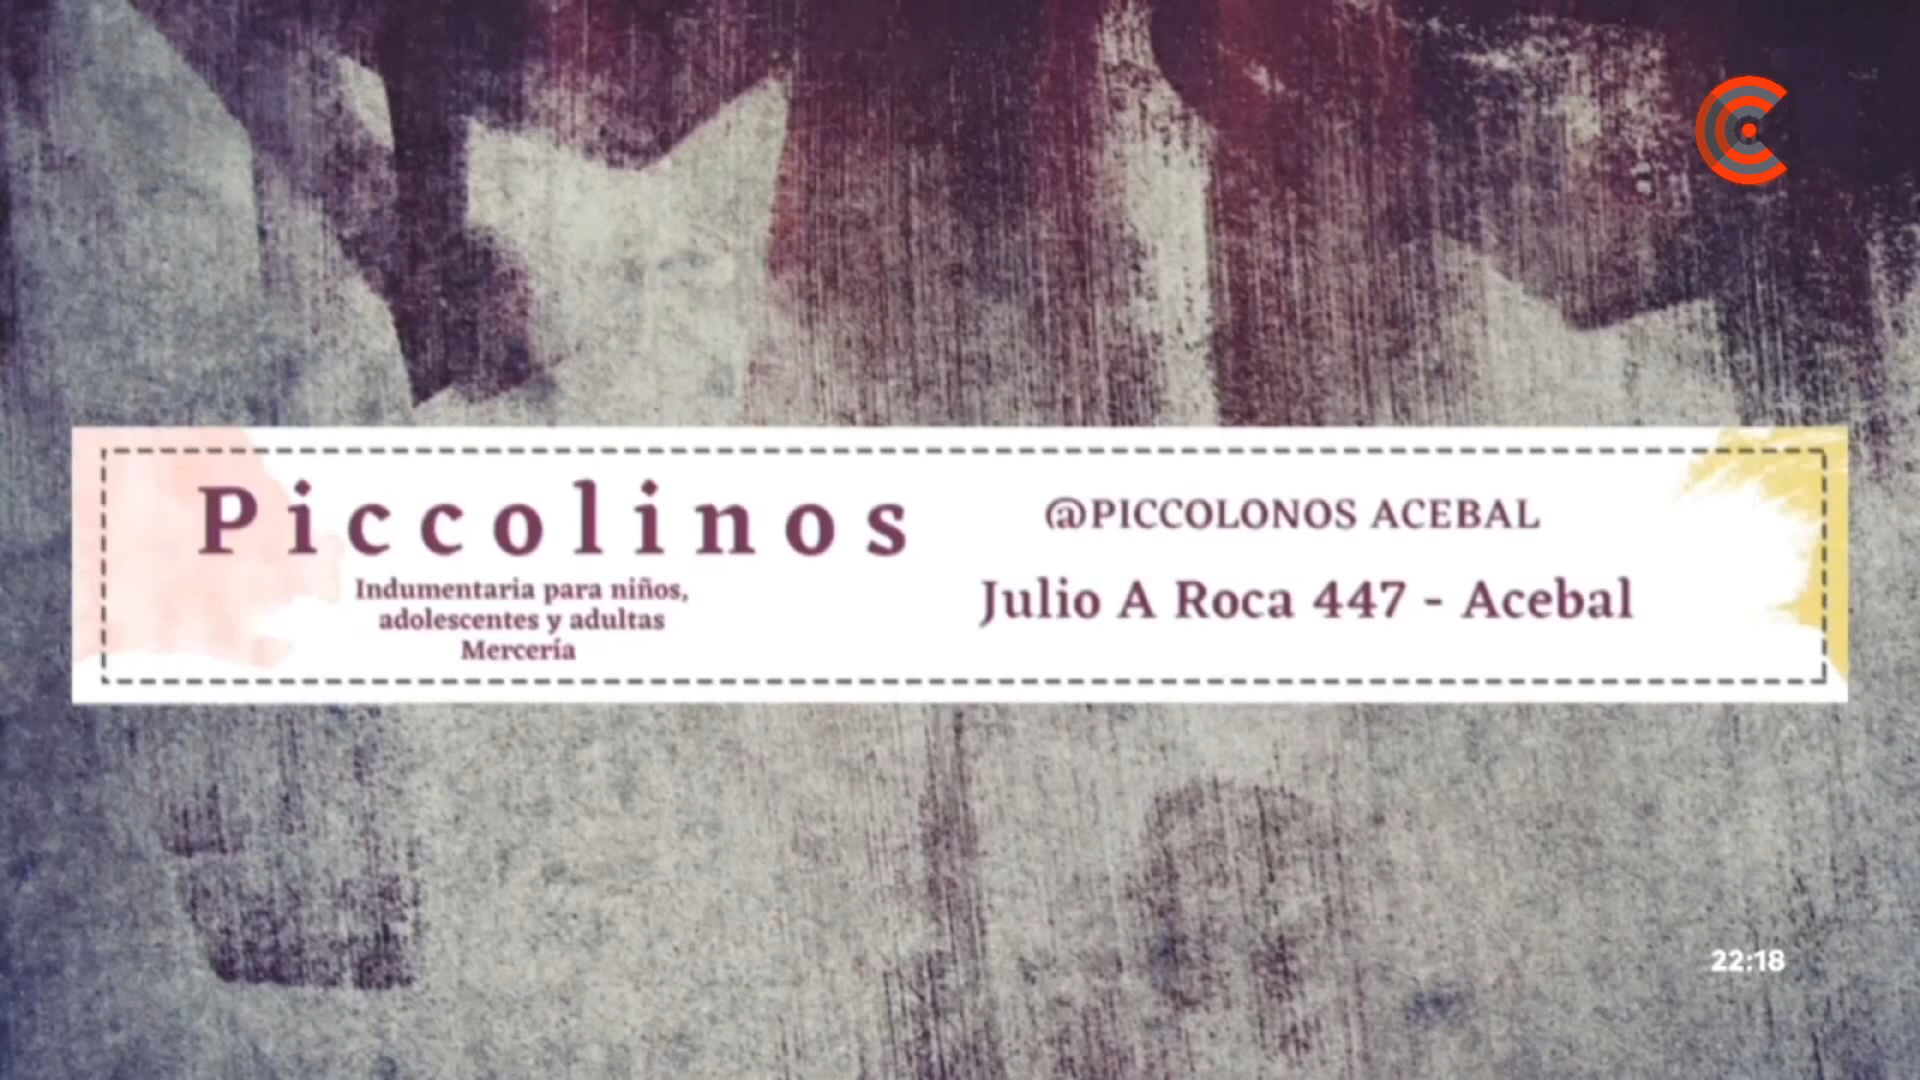 Piccolinos
Indumentaria para niños,
adolescentes y adultas
Mercería
@PICCOLONOS ACEBAL
Julio A Roca 447 - Acebal
22:18